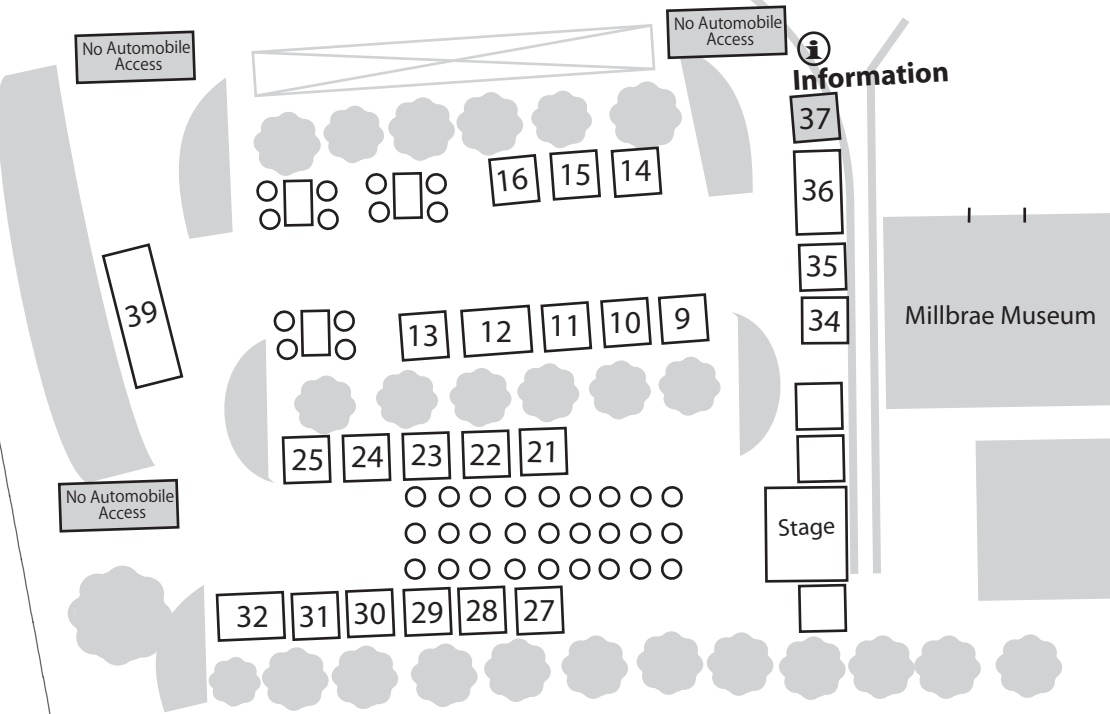 No Automobile
Access
No Automobile
Access
i
Information
37
16
15
14
36
35
39
13
12
11
10
9
34
Millbrae Museum
25
24
23
22
21
No Automobile
Access
Stage
32
31
30
29
28
27